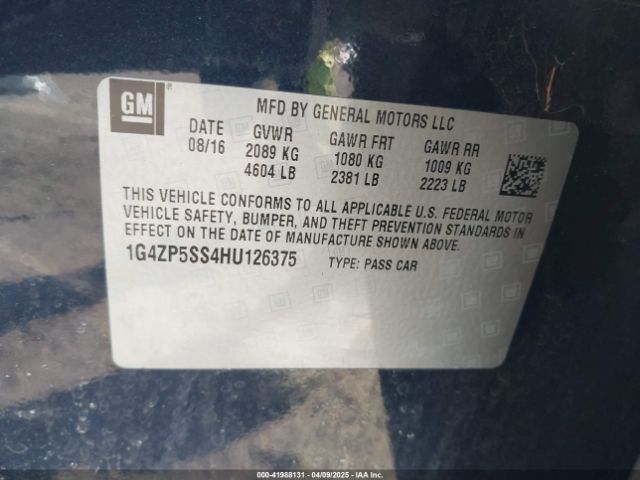 GM
®
MFD BY GENERAL MOTORS LLC
DATE GVWR GAWR FRT GAWR RR
08/16 2089 KG 1080 KG 1009 KG
4604 LB 2381 LB 2223 LB
THIS VEHICLE CONFORMS TO ALL APPLICABLE U.S. FEDERAL MOTOR
VEHICLE SAFETY, BUMPER, AND THEFT PREVENTION STANDARDS IN
EFFECT ON THE DATE OF MANUFACTURE SHOWN ABOVE.
1G4ZP5SS4HU126375 TYPE: PASS CAR
000-41988131 - 04/09/2025 - IAA Inc.